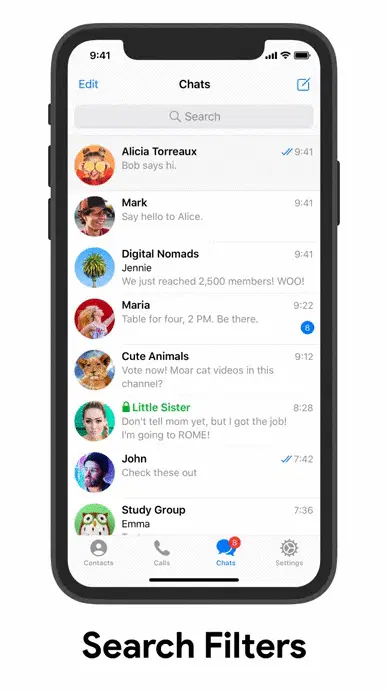 9:41
Edit
Chats
Search
Alicia Torreaux 9:41
Bob says hi.
Mark 9:41
Say hello to Alice.
Digital Nomads 9:41
Jennie
We just reached 2,500 members! WOO!
Maria 9:22
Table for four, 2 PM. Be there. 8
Cute Animals 9:12
Vote now! Moar cat videos in this
channel?
Little Sister 8:28
Don't tell mom yet, but I got the job!
I'm going to ROME!
John 7:42
Check these out
Study Group 7:36
Emma
8
Contacts Calls Chats Settings
Search Filters